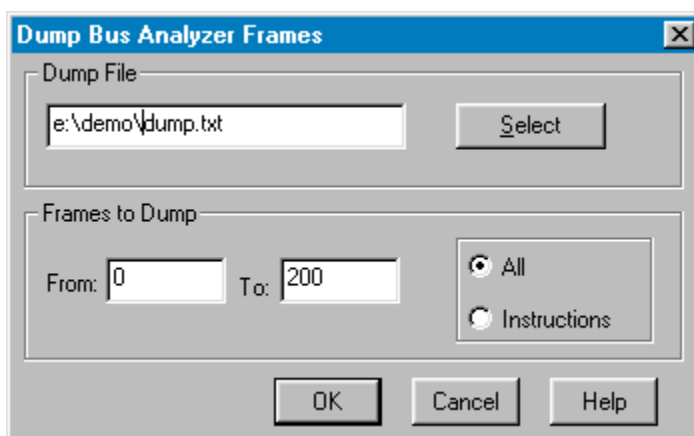 Dump Bus Analyzer Frames
Dump File
e:\demo\dump.txt
Select
Frames to Dump
From: 0 To: 200
All
Instructions
OK Cancel Help